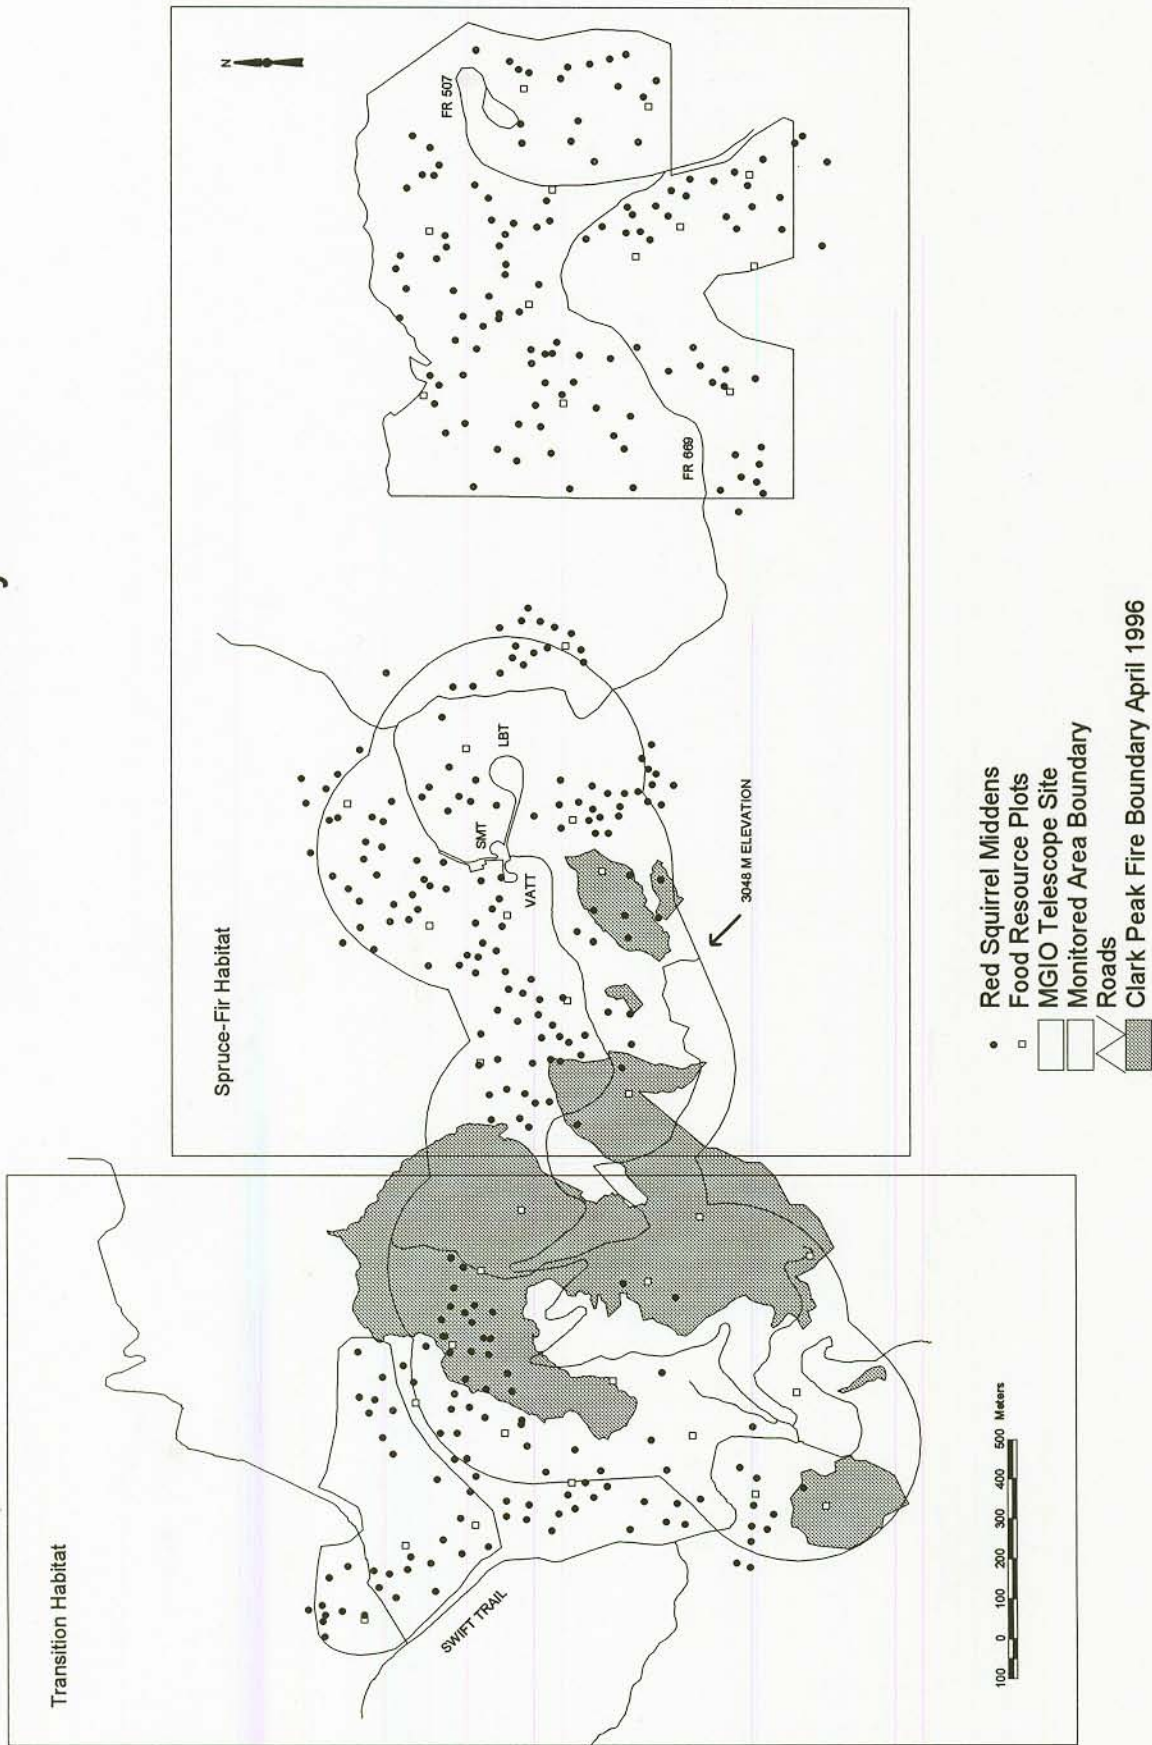 N
FR 507
FR 669
Spruce-Fir Habitat
LBT
SMT
VATT
3048 M ELEVATION
Transition Habitat
SWIFT TRAIL
100 0 100 200 300 400 500 Meters
Red Squirrel Middens
Food Resource Plots
MGIO Telescope Site
Monitored Area Boundary
Roads
Clark Peak Fire Boundary April 1996